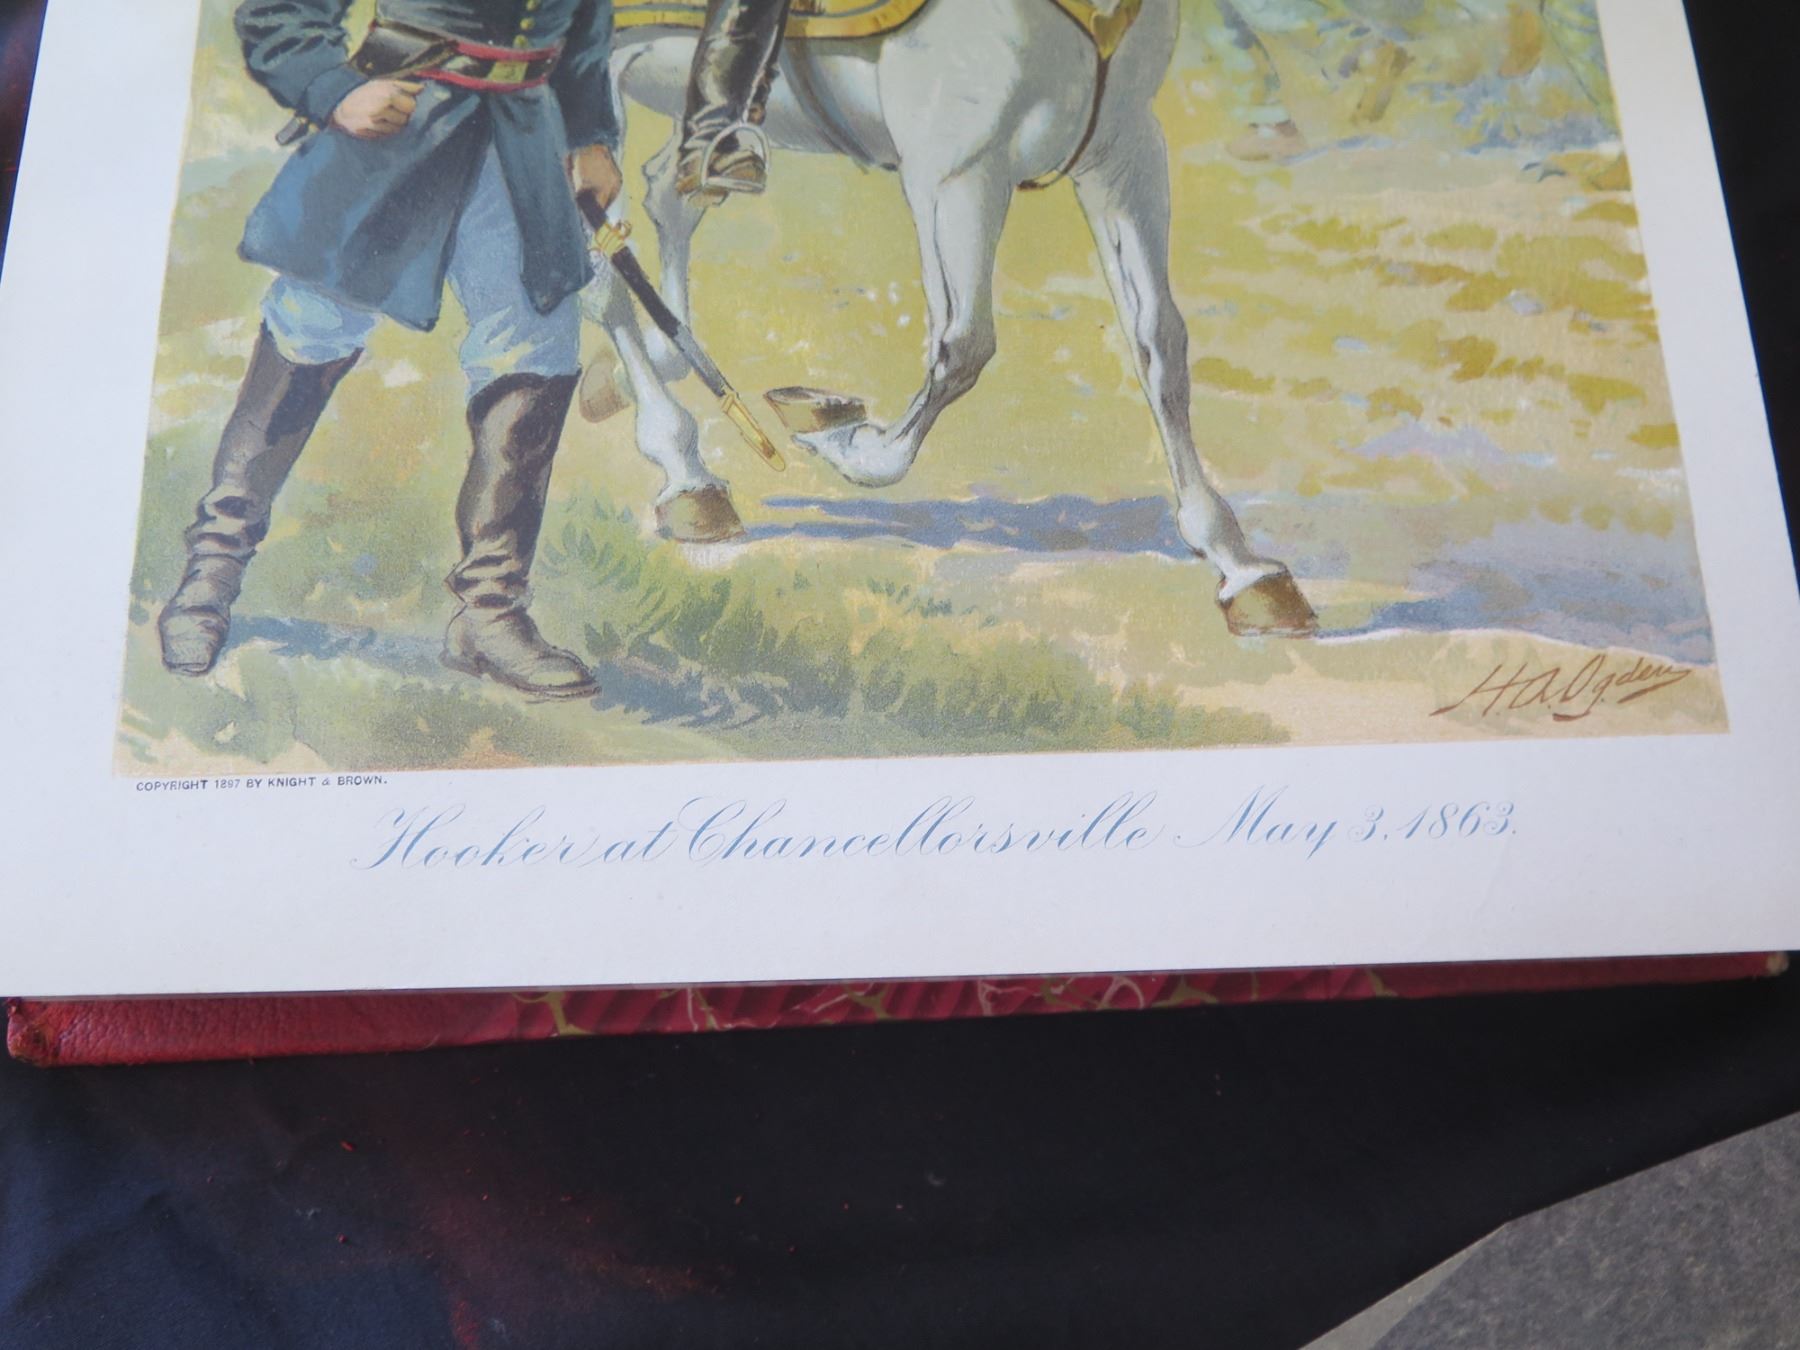 H.A.Ogden
COPYRIGHT 1897 BY KNIGHT & BROWN.
Hooker at Chancellorsville May 3, 1863.